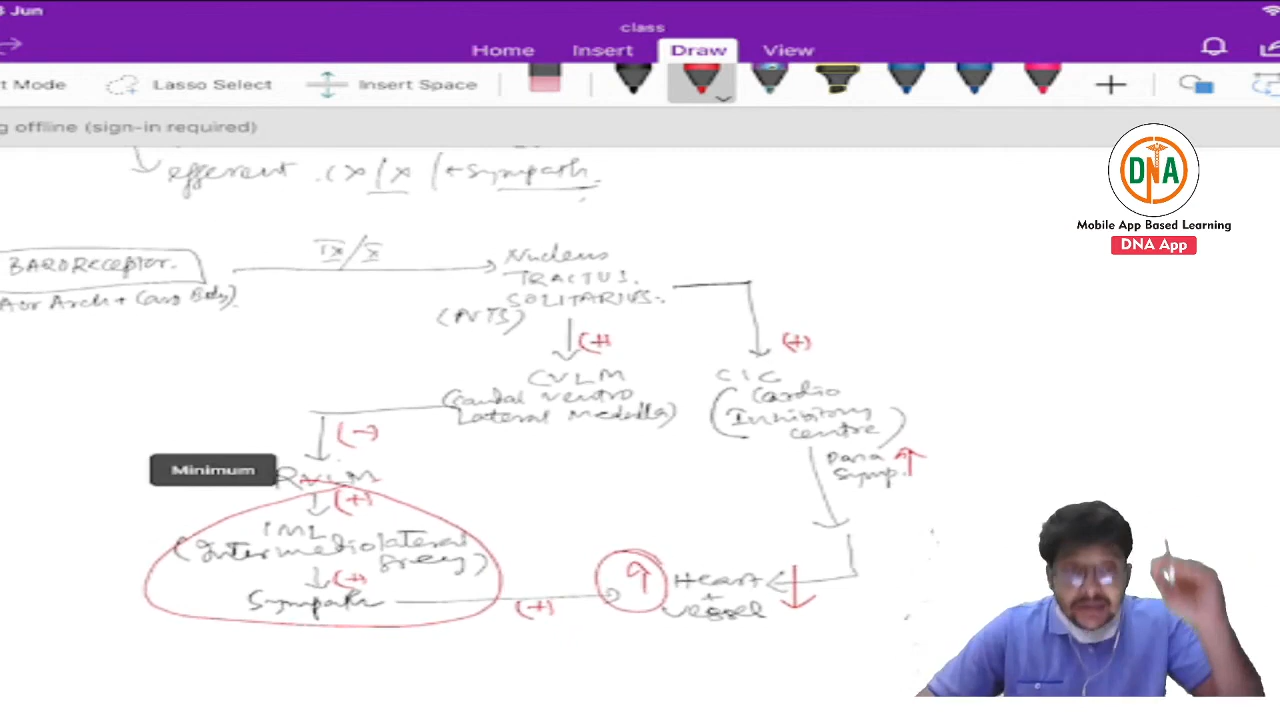 3 Jun
class
Home Insert Draw View
t Mode Lasso Select Insert Space
g offline (sign-in required)
DNA
Mobile App Based Learning
DNA App
efferent (X / X / + Sympath.
BAROReceptor.
IX/X
Nucleus
TRACTUS.
SOLITARIUS.
(NTS)
Aor Arch + Caro Body)
(+
(+)
CVLM
(Caudal Ventro
Lateral Medulla)
CIC
(Cardio
Inhibitory
centre)
(-)
Para
Symp. ↑
Minimum
RVLM
(+)
IML
(Intermediolateral
Grey)
(+)
Sympath
(+)
↑ Heart ↓
+
vessel